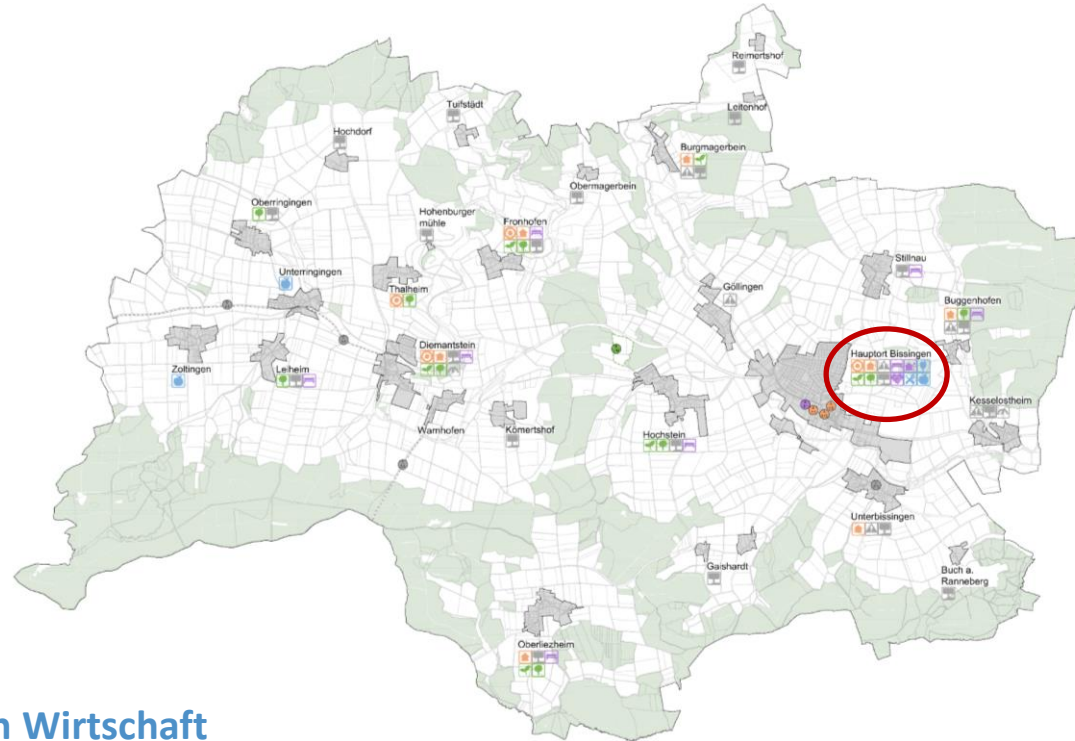 Reimertshof
Tuifstädt
Leitenhof
Hochdorf
Burgmagerbein
Obermagerbein
Oberringingen
Hohenburger
mühle
Fronhofen
Stillnau
Unterringingen
Thalheim
Göllingen
Buggenhofen
Diemantstein
Hauptort Bissingen
Zoltingen
Leiheim
Kesselostheim
Warnhofen
Kömertshof
Hochstein
Unterbissingen
Gaishardt
Buch a.
Ranneberg
Oberliezheim
n Wirtschaft